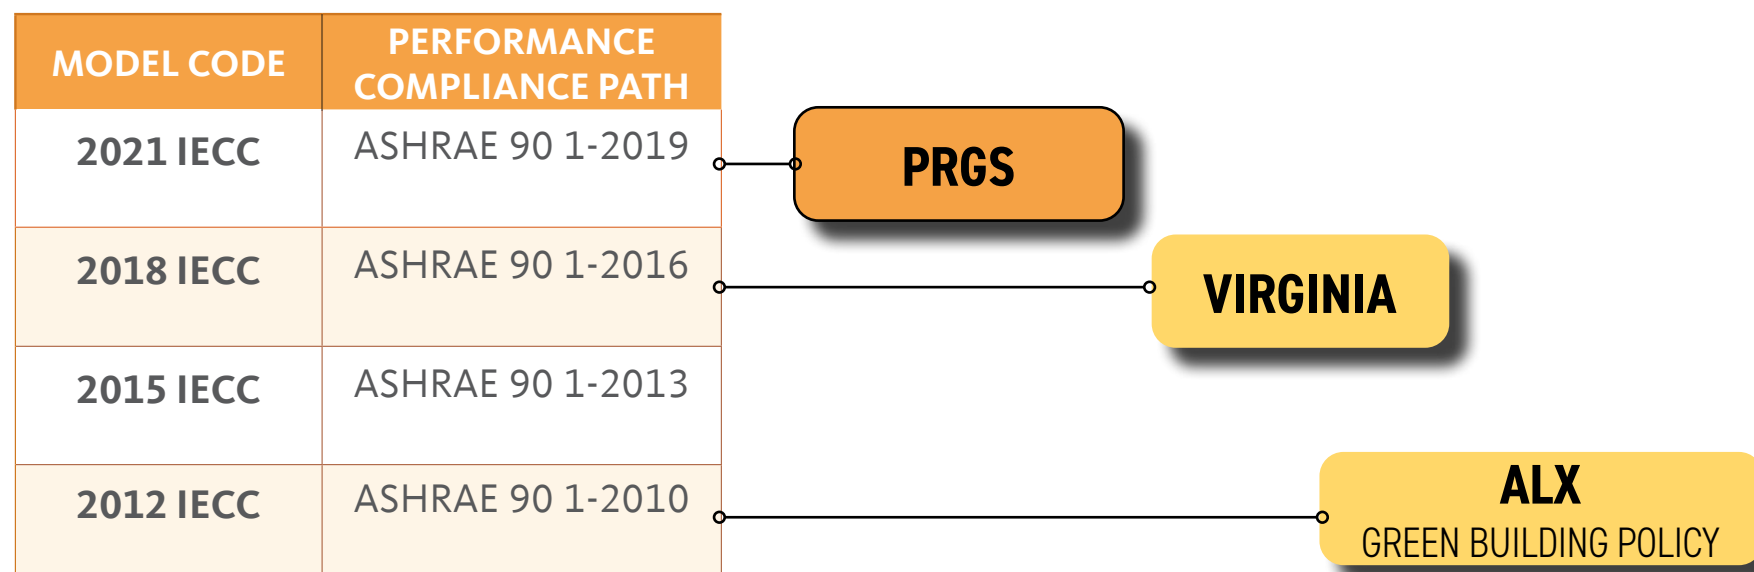 MODEL CODE
PERFORMANCE
COMPLIANCE PATH
2021 IECC
ASHRAE 90 1-2019
PRGS
2018 IECC
ASHRAE 90 1-2016
VIRGINIA
2015 IECC
ASHRAE 90 1-2013
2012 IECC
ASHRAE 90 1-2010
ALX
GREEN BUILDING POLICY